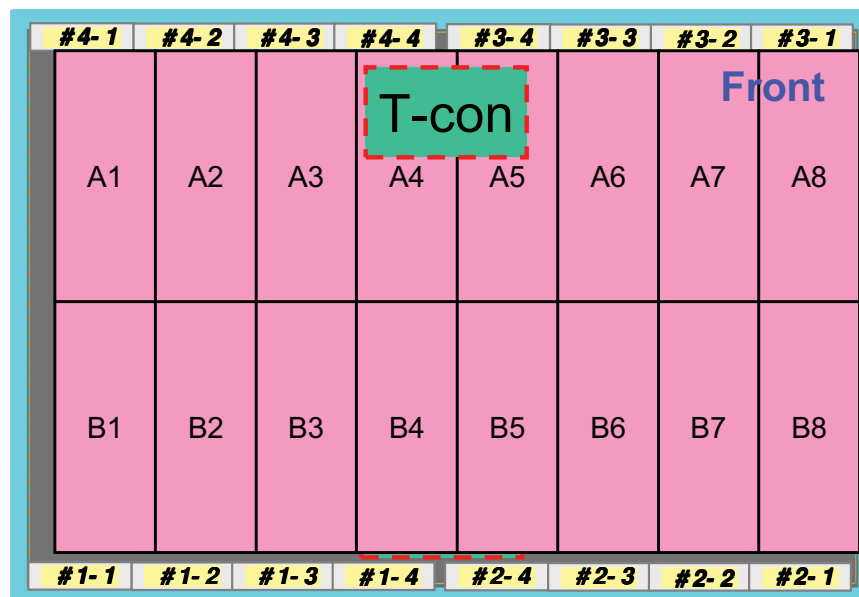 #4-1 #4-2 #4-3 #4-4 #3-4 #3-3 #3-2 #3-1
Front
T-con
A1 A2 A3 A4 A5 A6 A7 A8
B1 B2 B3 B4 B5 B6 B7 B8
#1-1 #1-2 #1-3 #1-4 #2-4 #2-3 #2-2 #2-1